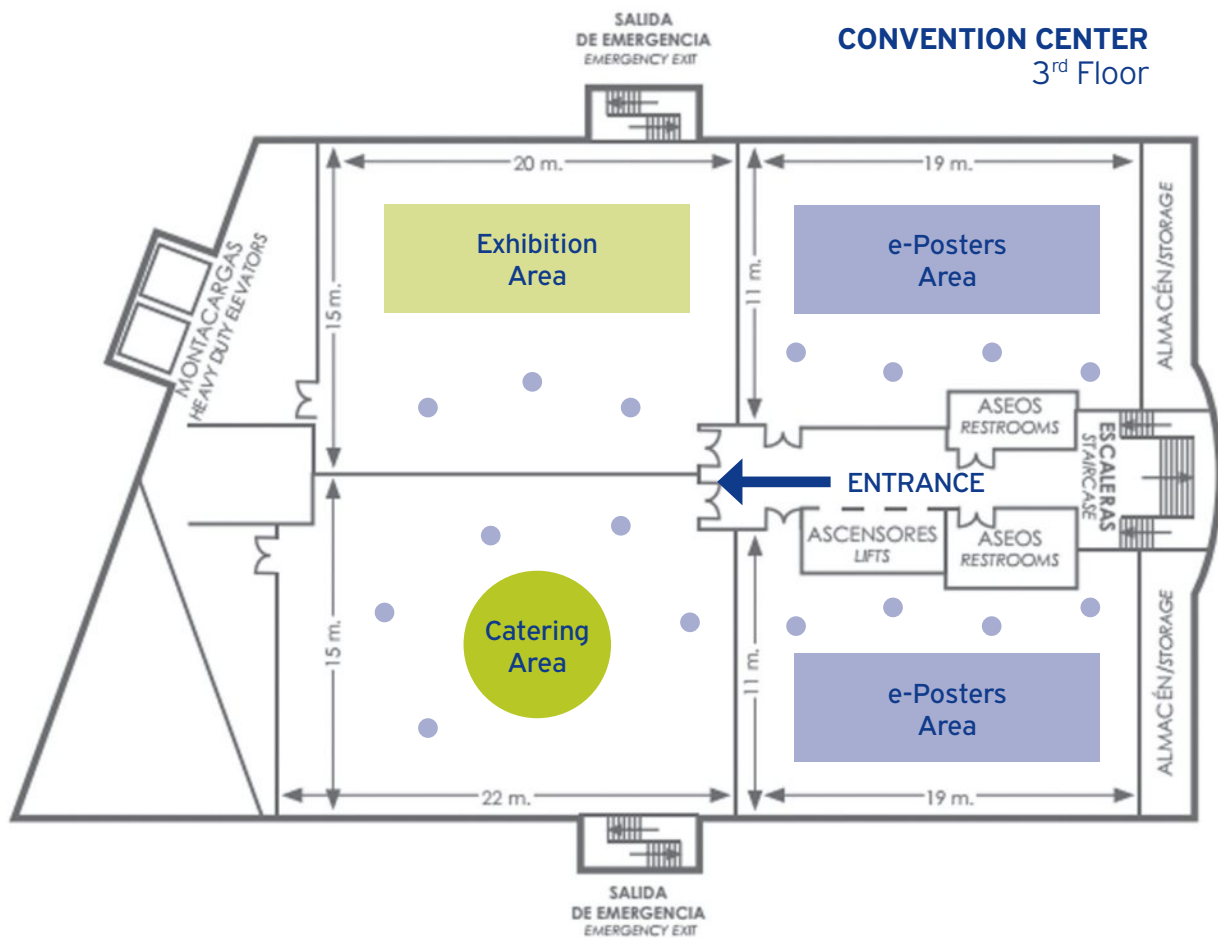 SALIDA
DE EMERGENCIA
EMERGENCY EXIT
CONVENTION CENTER
3rd Floor
20 m.
19 m.
15 m.
11 m.
Exhibition
Area
e-Posters
Area
MONTACARGAS
HEAVY DUTY ELEVATORS
ALMACÉN/STORAGE
ASEOS
RESTROOMS
ESCALERAS
STAIRCASE
ENTRANCE
ASCENSORES
LIFTS
ASEOS
RESTROOMS
15 m.
11 m.
Catering
Area
e-Posters
Area
ALMACÉN/STORAGE
22 m.
19 m.
SALIDA
DE EMERGENCIA
EMERGENCY EXIT